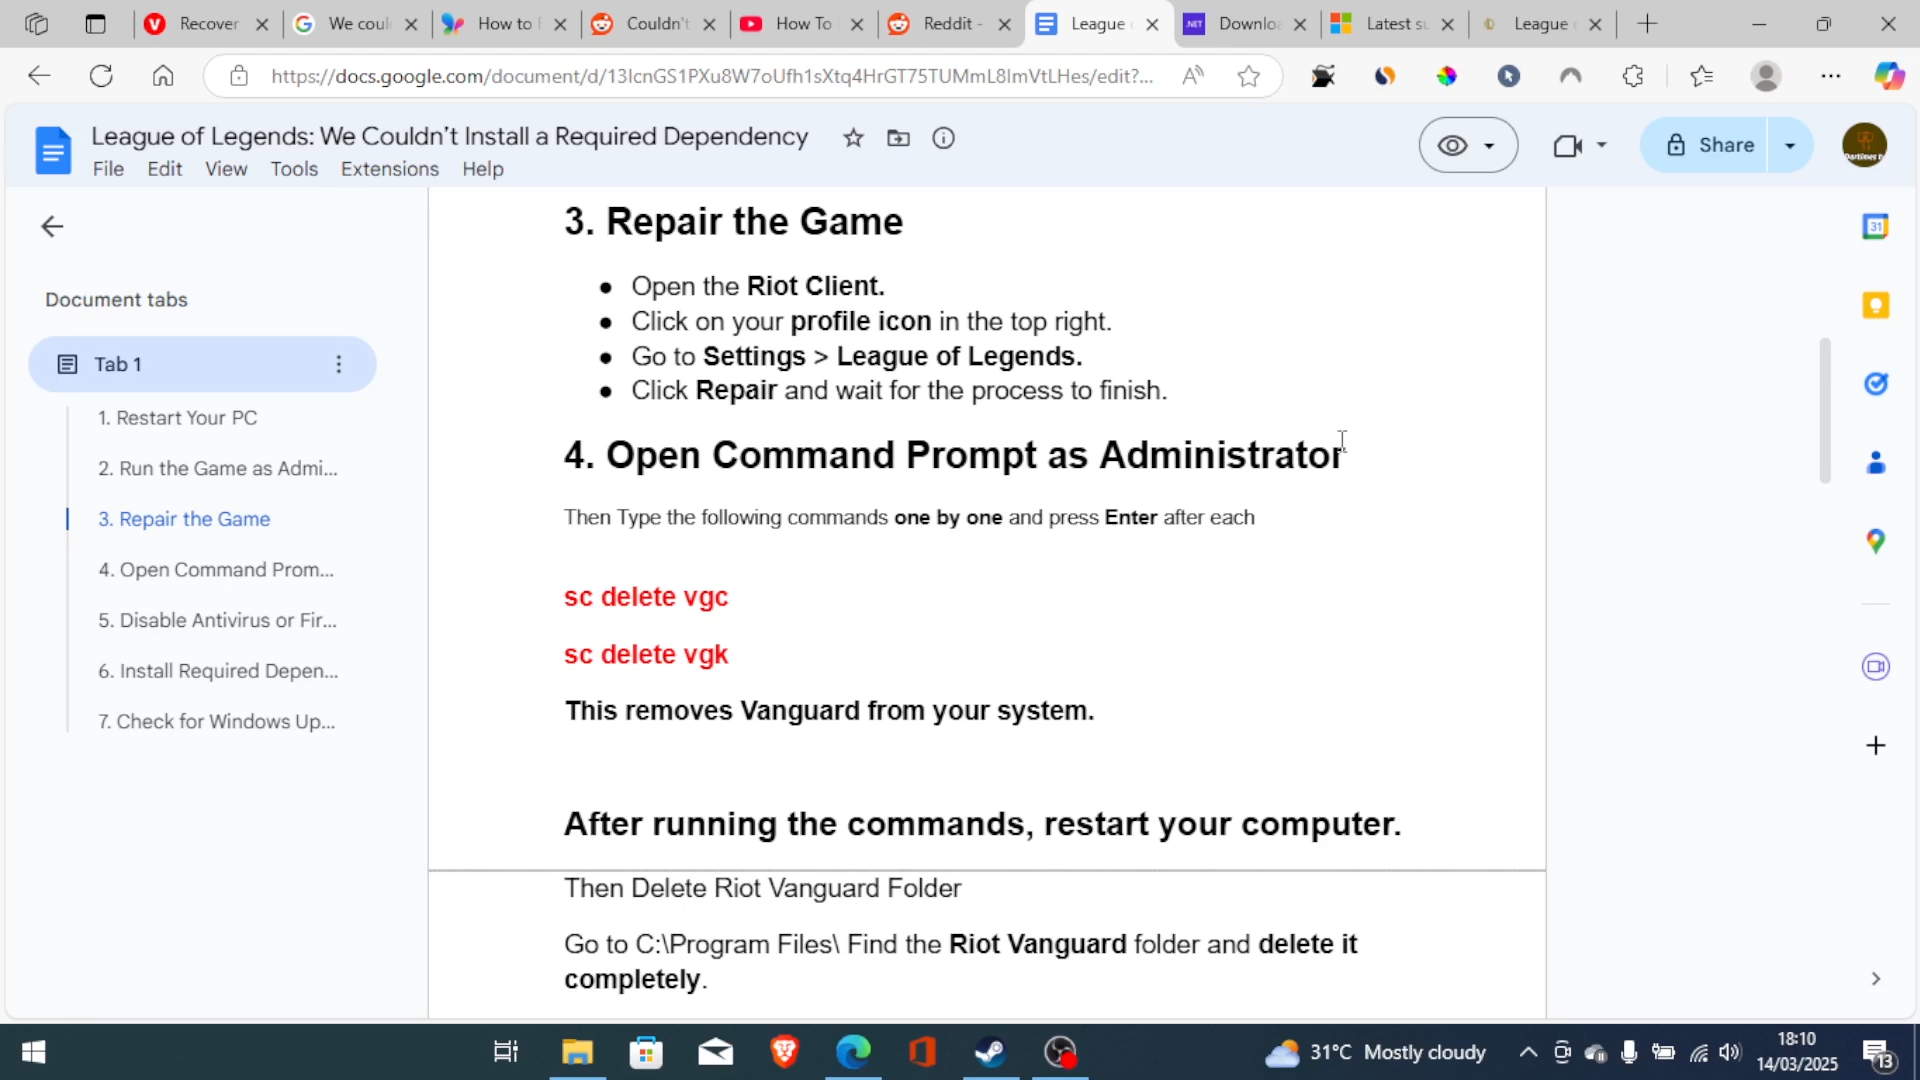 Recover
We coul
How to
Couldn't
How To
Reddit -
League
Downlo
Latest su
League
https://docs.google.com/document/d/13IcnGS1PXu8W7oUfh1sXtq4HrGT75TUMmL8ImVtLHes/edit?...
League of Legends: We Couldn't Install a Required Dependency
File Edit View Tools Extensions Help
Share
Document tabs
Tab 1
1. Restart Your PC
2. Run the Game as Admi...
3. Repair the Game
4. Open Command Prom...
5. Disable Antivirus or Fir...
6. Install Required Depen...
7. Check for Windows Up...
3. Repair the Game
● Open the Riot Client.
● Click on your profile icon in the top right.
● Go to Settings > League of Legends.
● Click Repair and wait for the process to finish.
4. Open Command Prompt as Administrator
Then Type the following commands one by one and press Enter after each
sc delete vgc
sc delete vgk
This removes Vanguard from your system.
After running the commands, restart your computer.
Then Delete Riot Vanguard Folder
Go to C:\Program Files\ Find the Riot Vanguard folder and delete it
completely.
31
31°C Mostly cloudy
18:10
14/03/2025
13